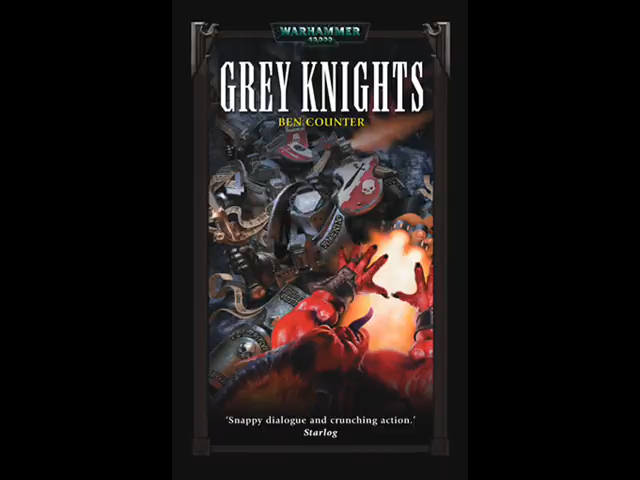 WARHAMMER
40,000
GREY KNIGHTS
BEN COUNTER
'Snappy dialogue and crunching action.'
Starlog